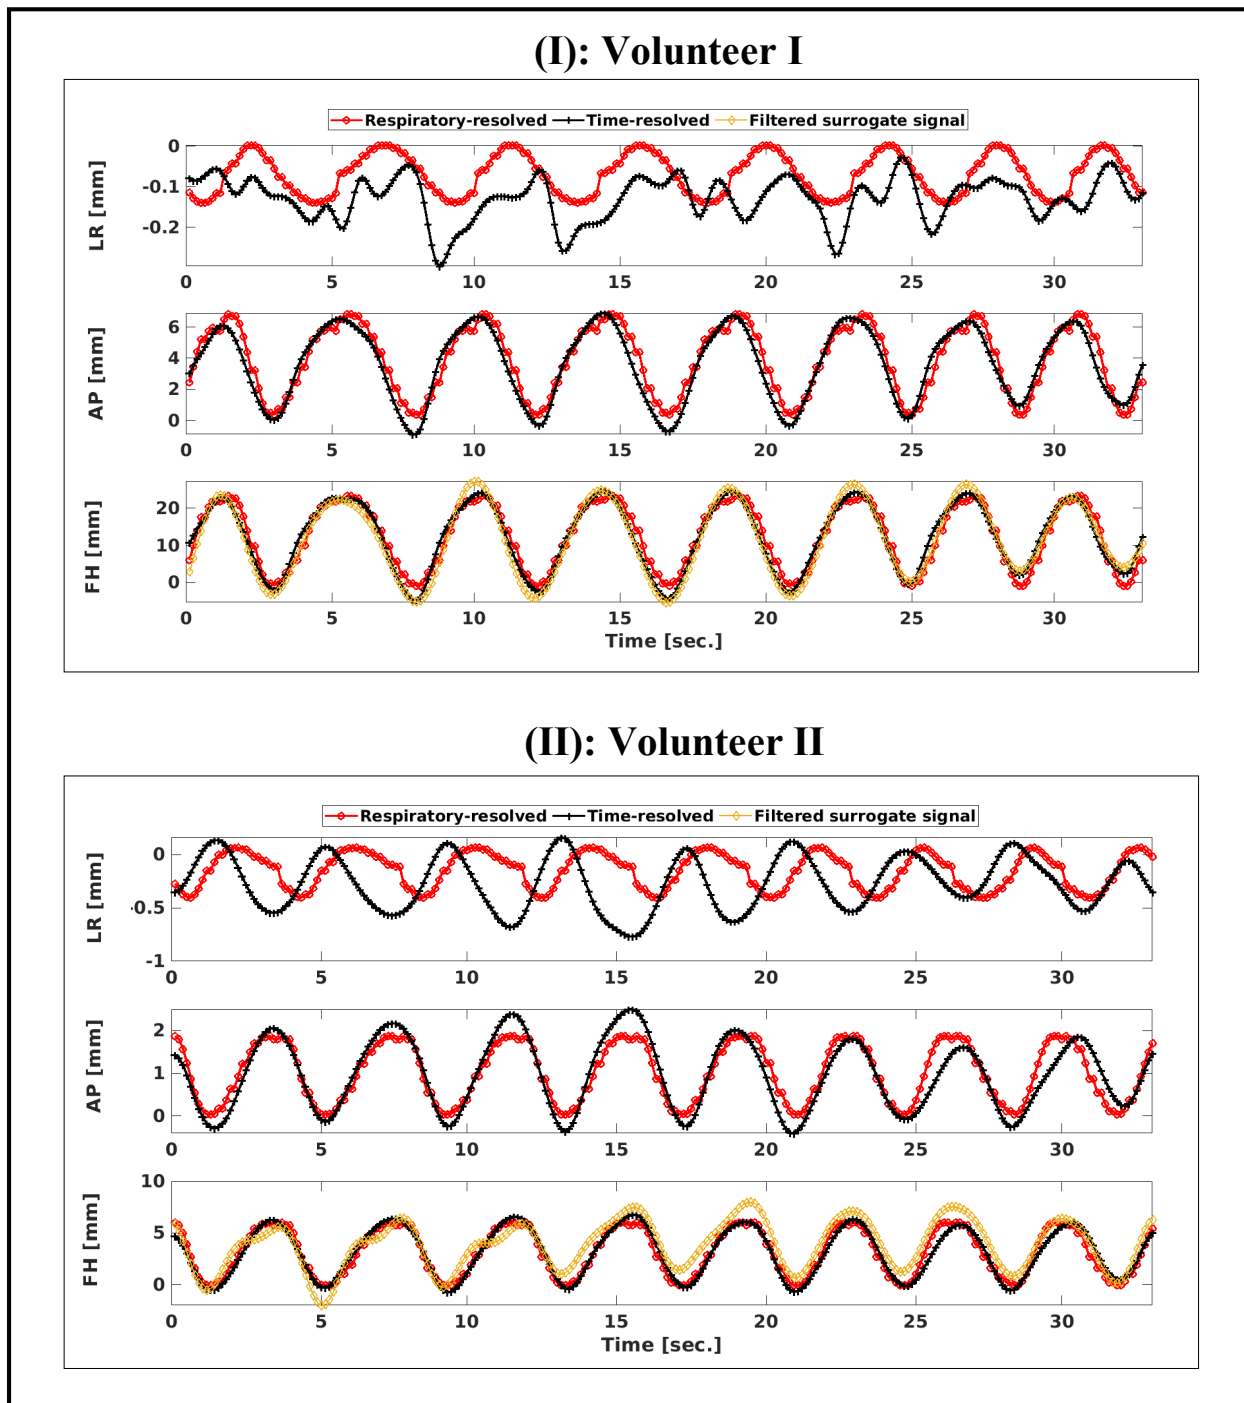 (I): Volunteer I
Respiratory-resolved Time-resolved Filtered surrogate signal
LR [mm]
0
-0.1
-0.2
0 5 10 15 20 25 30
AP [mm]
6
4
2
0
0 5 10 15 20 25 30
FH [mm]
20
10
0
0 5 10 15 20 25 30
Time [sec.]
(II): Volunteer II
Respiratory-resolved Time-resolved Filtered surrogate signal
LR [mm]
0
-0.5
-1
0 5 10 15 20 25 30
AP [mm]
2
1
0
0 5 10 15 20 25 30
FH [mm]
10
5
0
0 5 10 15 20 25 30
Time [sec.]